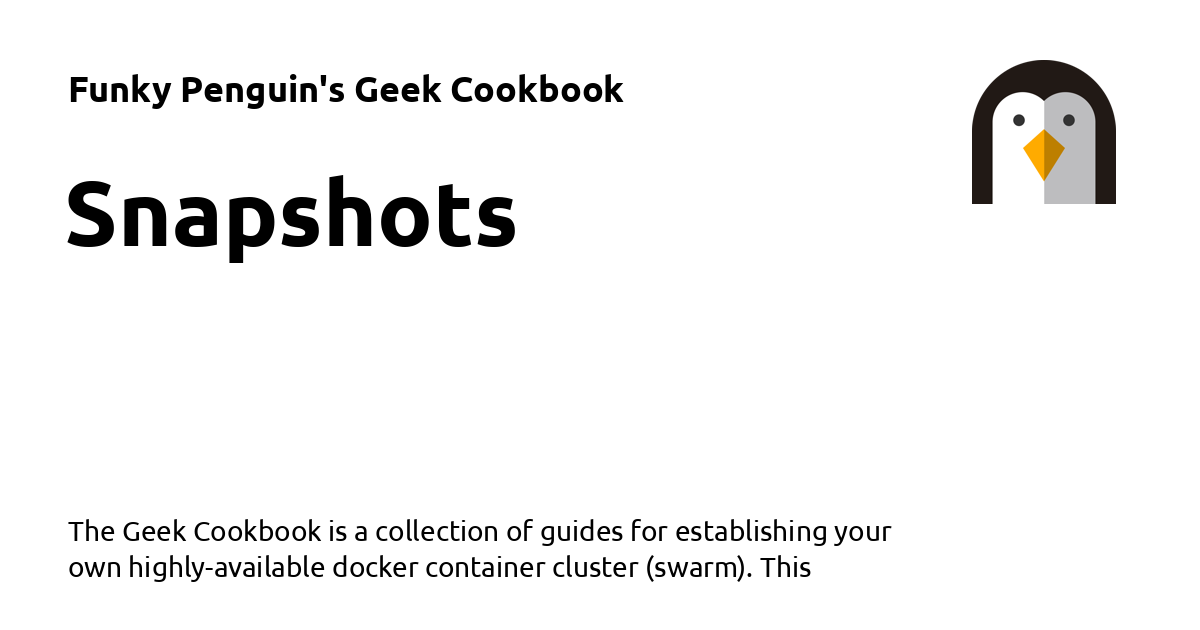 Funky Penguin's Geek Cookbook
Snapshots
The Geek Cookbook is a collection of guides for establishing your
own highly-available docker container cluster (swarm). This